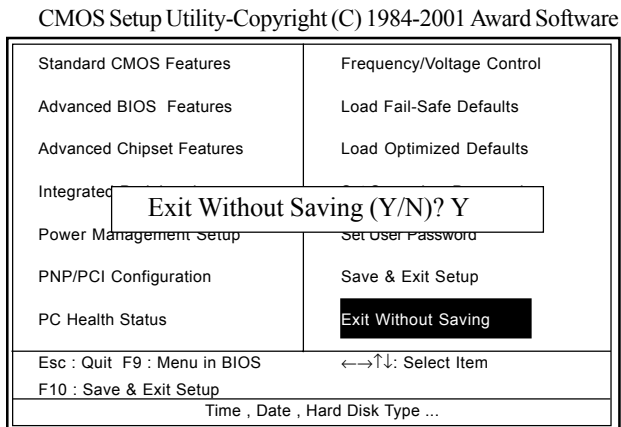 CMOS Setup Utility-Copyright (C) 1984-2001 Award Software
Standard CMOS Features
Advanced BIOS Features
Advanced Chipset Features
Integrated
Power Management Setup
PNP/PCI Configuration
PC Health Status
Frequency/Voltage Control
Load Fail-Safe Defaults
Load Optimized Defaults
Set User Password
Save & Exit Setup
Exit Without Saving
Exit Without Saving (Y/N)? Y
Esc : Quit F9 : Menu in BIOS
←→↑↓: Select Item
F10 : Save & Exit Setup
Time , Date , Hard Disk Type ...